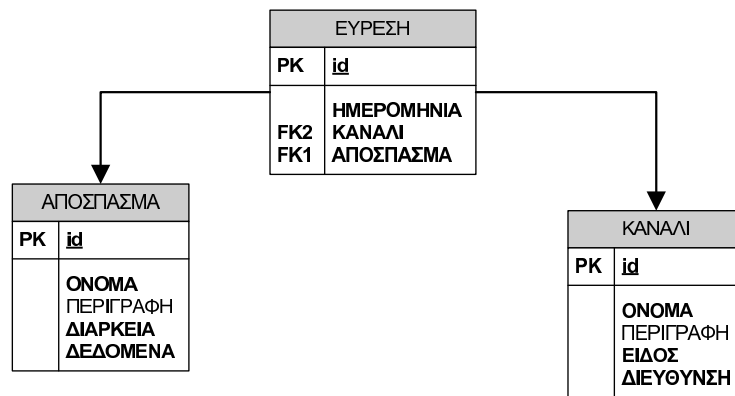 ΕΥΡΕΣΗ
PK id
ΗΜΕΡΟΜΗΝΙΑ
FK2 ΚΑΝΑΛΙ
FK1 ΑΠΟΣΠΑΣΜΑ
ΑΠΟΣΠΑΣΜΑ
PK id
ΟΝΟΜΑ
ΠΕΡΙΓΡΑΦΗ
ΔΙΑΡΚΕΙΑ
ΔΕΔΟΜΕΝΑ
ΚΑΝΑΛΙ
PK id
ΟΝΟΜΑ
ΠΕΡΙΓΡΑΦΗ
ΕΙΔΟΣ
ΔΙΕΥΘΥΝΣΗ